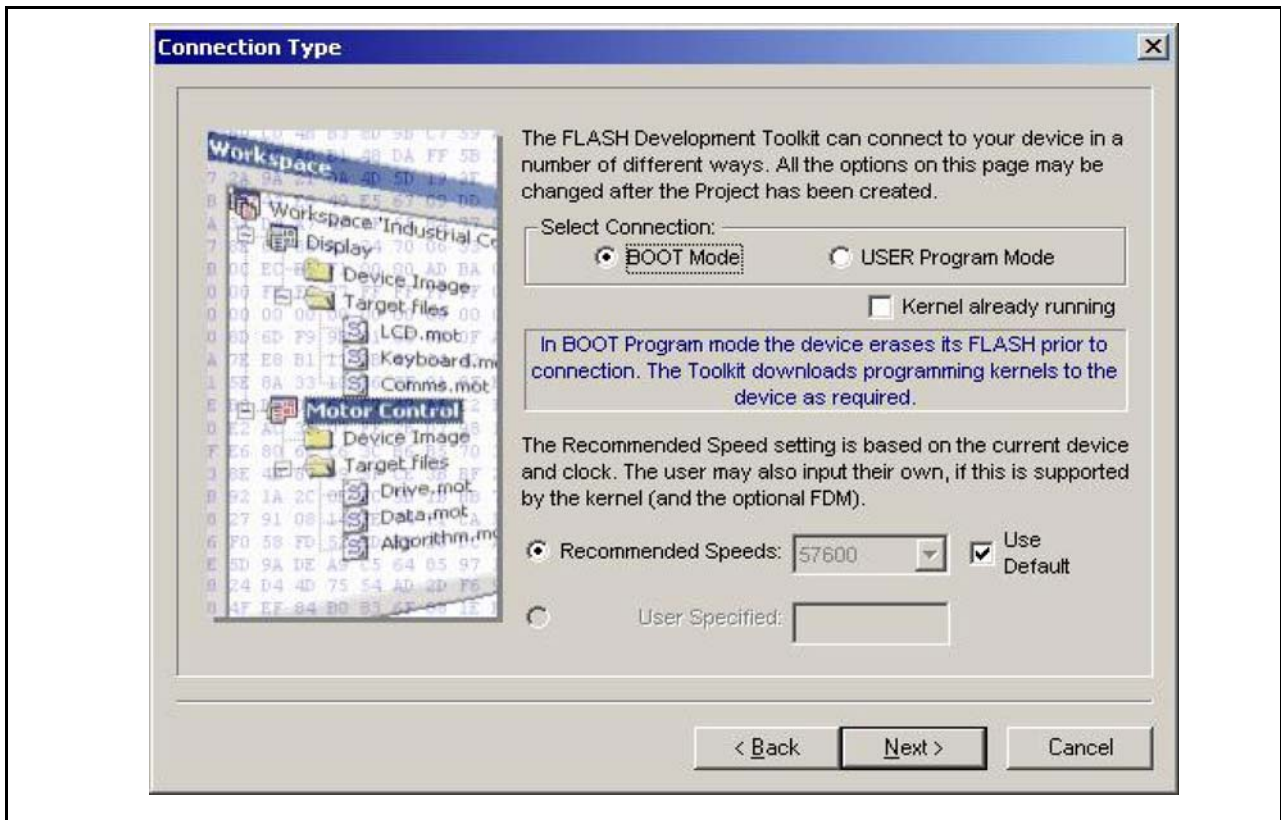 Connection Type
Workspace
Workspace 'Industrial Co
Display
Device Image
Target files
LCD.mot
Keyboard.m
Comms.mot
Motor Control
Device Image
Target files
Drive.mot
Data.mot
Algorithm.m
The FLASH Development Toolkit can connect to your device in a
number of different ways. All the options on this page may be
changed after the Project has been created.
Select Connection:
BOOT Mode
USER Program Mode
Kernel already running
In BOOT Program mode the device erases its FLASH prior to
connection. The Toolkit downloads programming kernels to the
device as required.
The Recommended Speed setting is based on the current device
and clock. The user may also input their own, if this is supported
by the kernel (and the optional FDM).
Recommended Speeds:
57600
Use
Default
User Specified:
< Back
Next >
Cancel